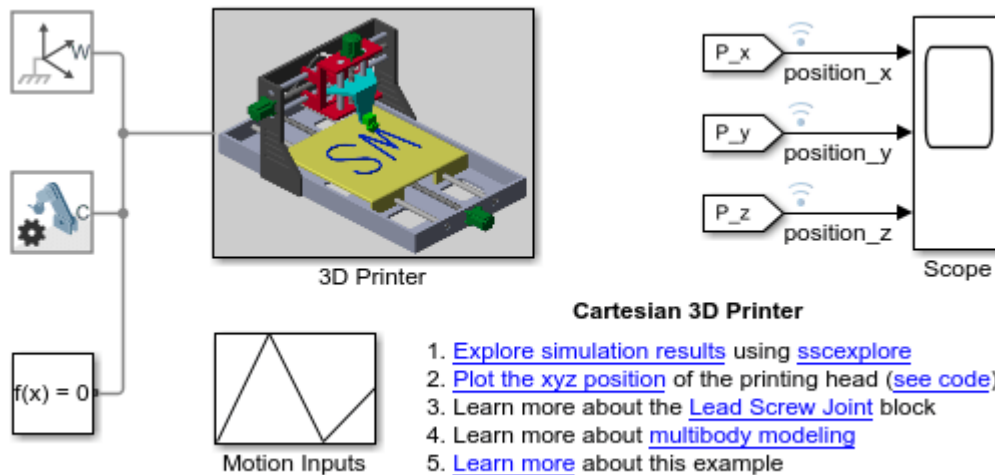 W
C
f(x) = 0
SM
3D Printer
Motion Inputs
P_x
position_x
P_y
position_y
P_z
position_z
Scope
Cartesian 3D Printer
1. Explore simulation results using sscexplore
2. Plot the xyz position of the printing head (see code)
3. Learn more about the Lead Screw Joint block
4. Learn more about multibody modeling
5. Learn more about this example